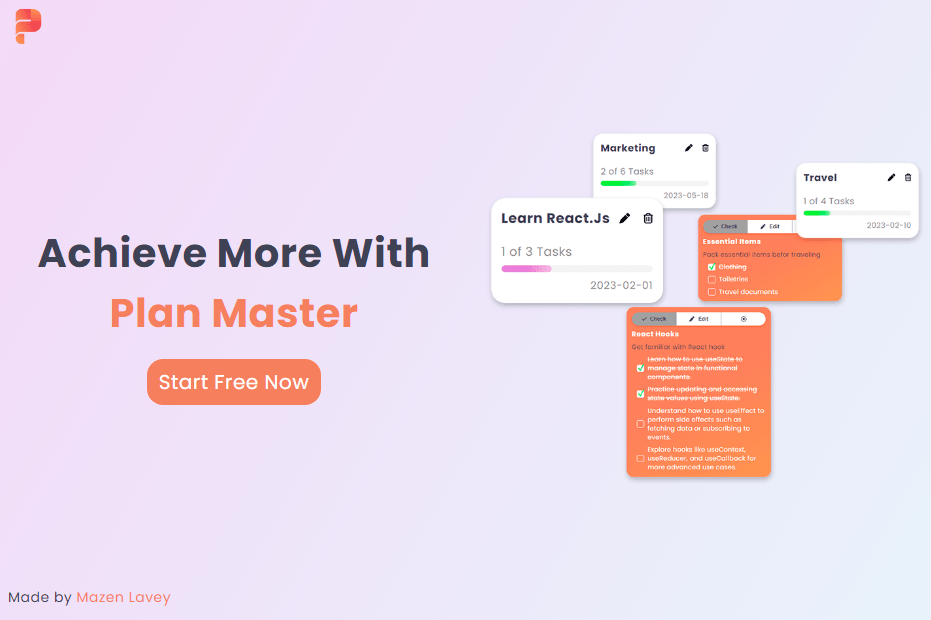 Achieve More With
Plan Master
Start Free Now
Marketing
2 of 6 Tasks
2023-05-18
Travel
1 of 4 Tasks
2023-02-10
Learn React.Js
1 of 3 Tasks
2023-02-01
Check Edit
Essential Items
Pack essential items befor traveling
Clothing
Toiletries
Travel documents
Check Edit
React Hooks
Get familiar with React hook
Learn how to use useState to
manage state in functional
components.
Practice updating and accessing
state values using useState.
Understand how to use useEffect to
perform side effects such as
fetching data or subscribing to
events.
Explore hooks like useContext,
useReducer, and useCallback for
more advanced use cases.
Made by Mazen Lavey